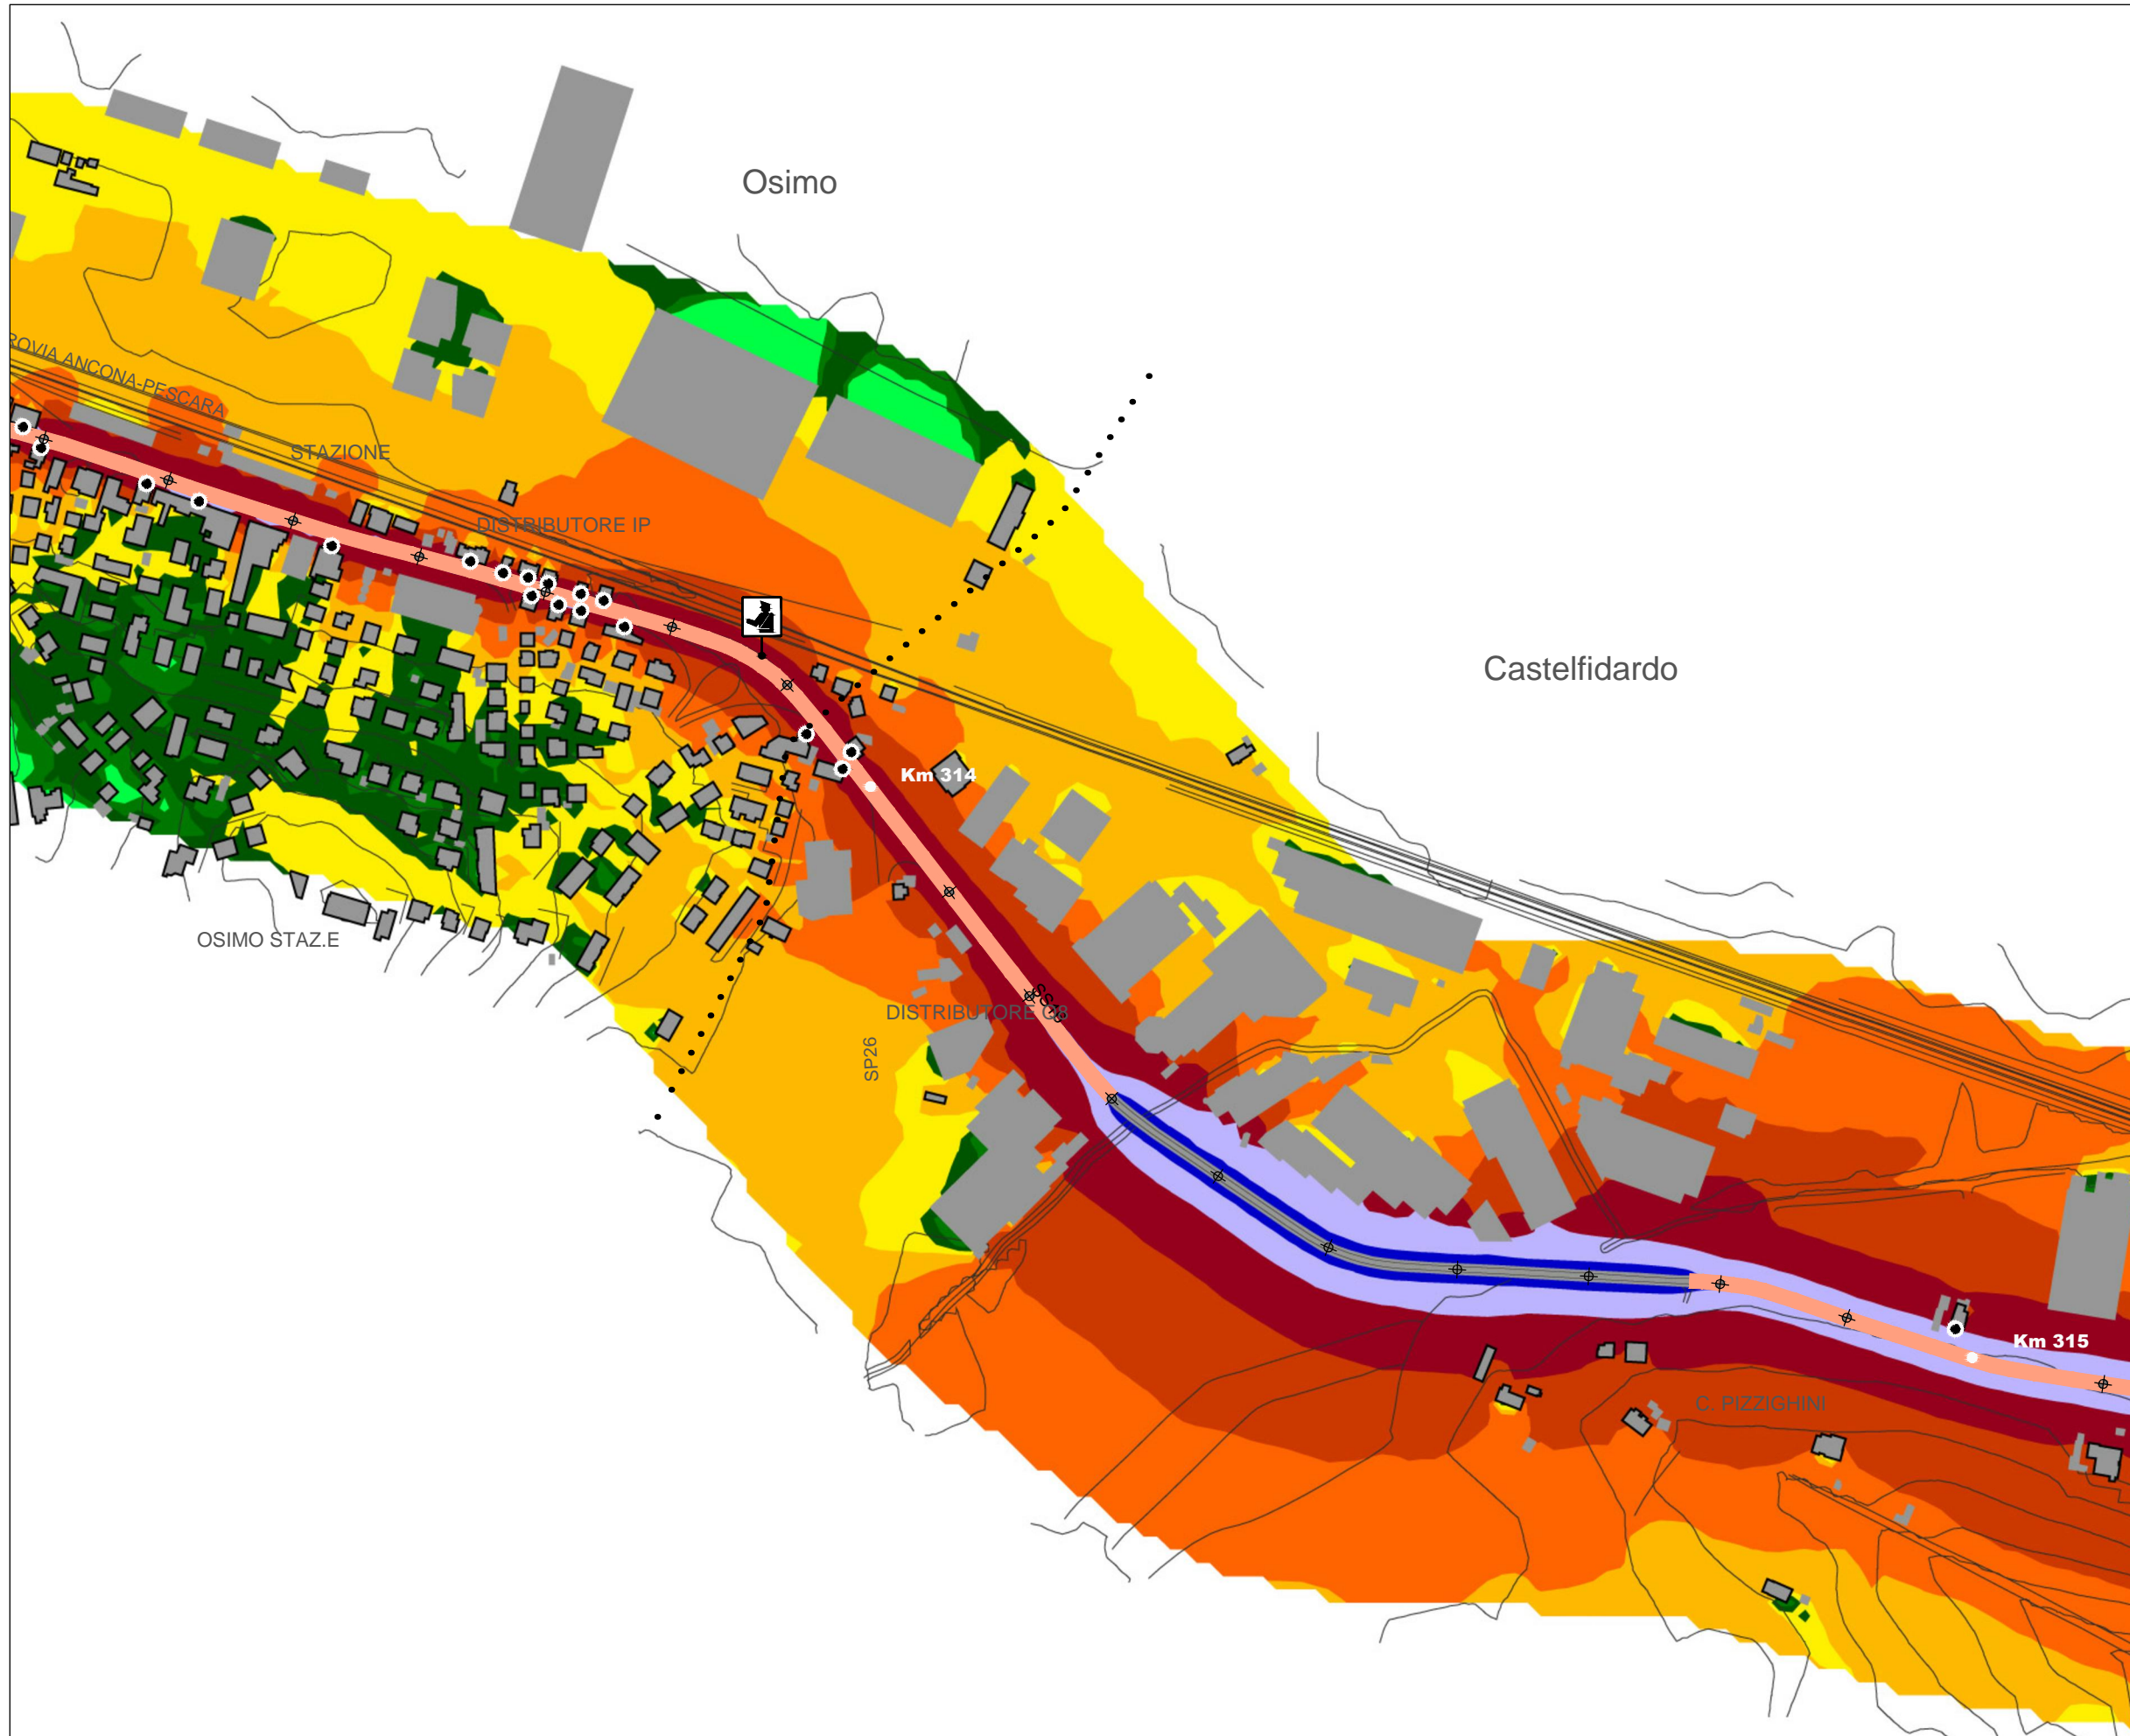 Osimo
ROVIA ANCONA-PESCARA
STAZIONE
DISTRIBUTORE IP
Castelfidardo
Km 314
OSIMO STAZ.E
DISTRIBUTORE Q8
SP26
Km 315
C. PIZZIGHINI